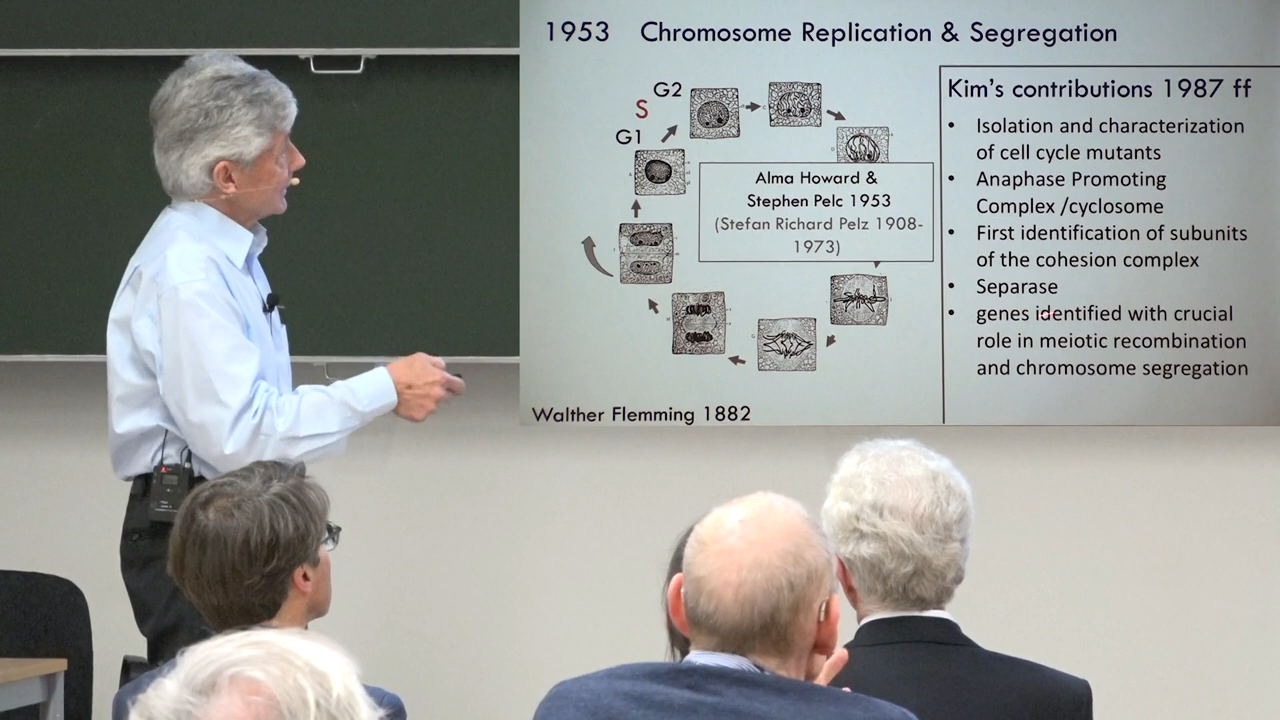 1953 Chromosome Replication & Segregation
G2
S
G1
Alma Howard &
Stephen Pelc 1953
(Stefan Richard Pelz 1908-
1973)
Walther Flemming 1882
Kim's contributions 1987 ff
• Isolation and characterization
of cell cycle mutants
• Anaphase Promoting
Complex /cyclosome
• First identification of subunits
of the cohesion complex
• Separase
• genes identified with crucial
role in meiotic recombination
and chromosome segregation